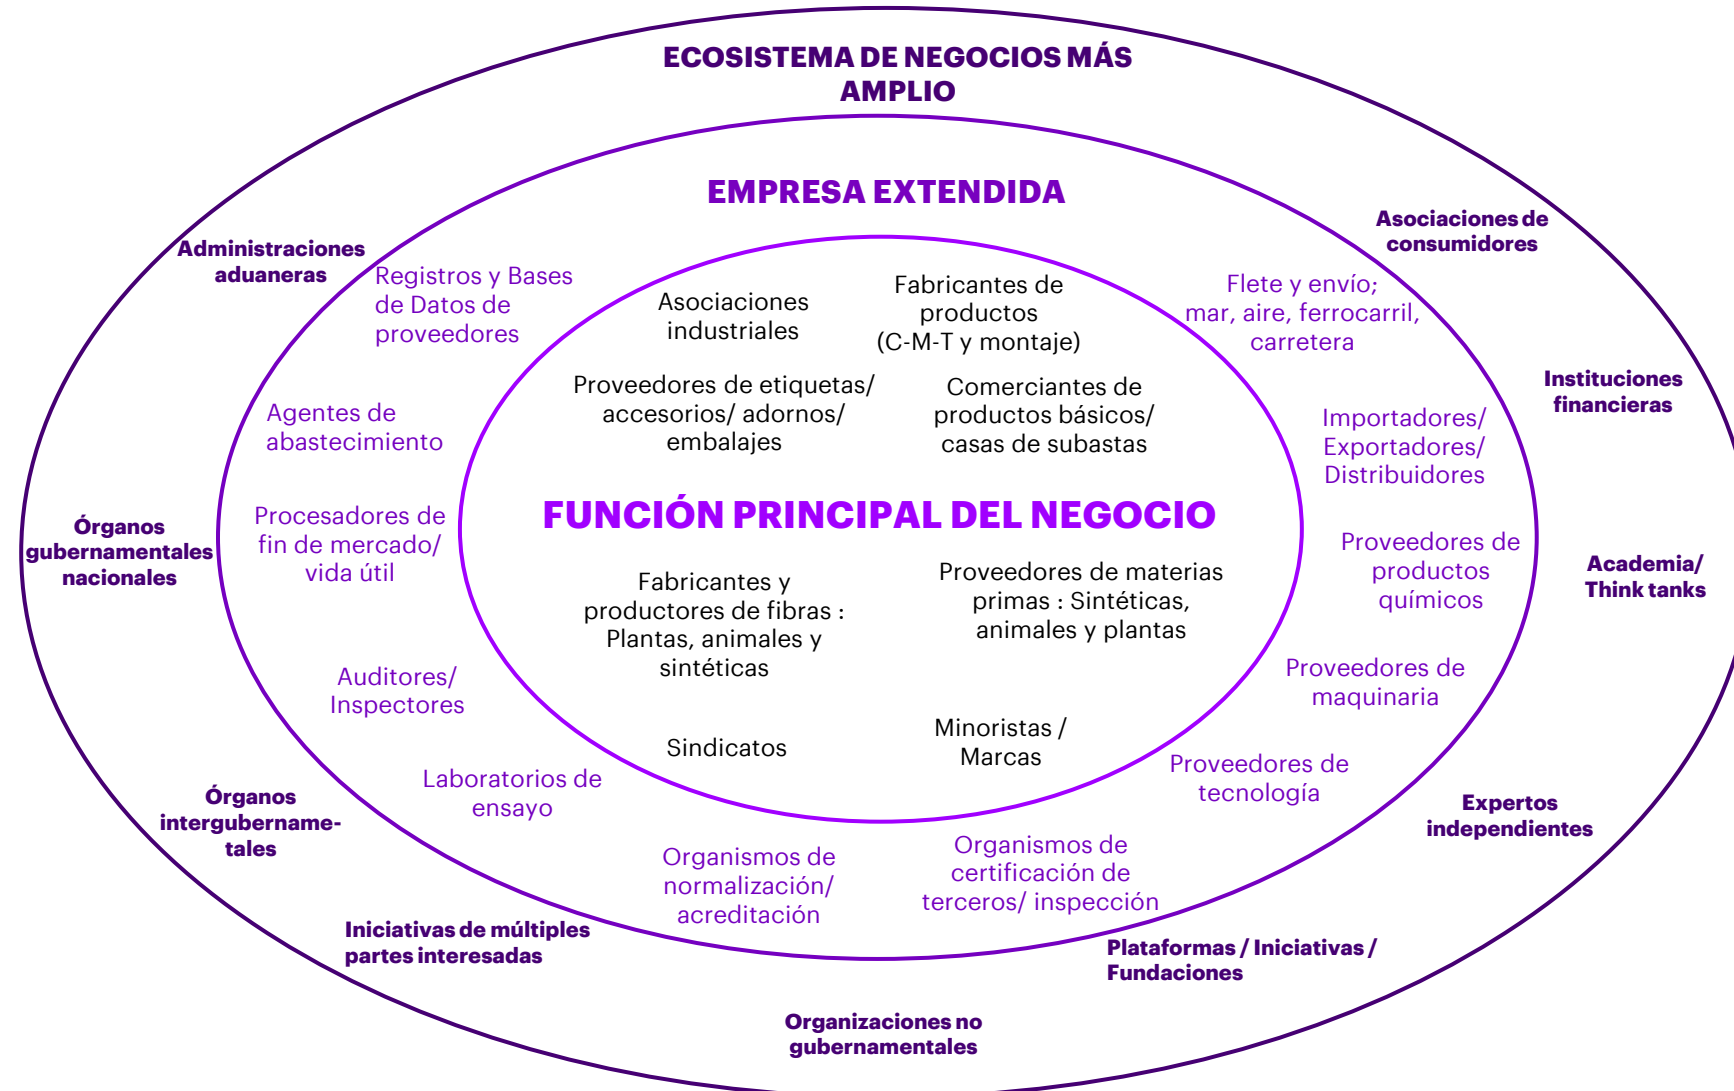 ECOSISTEMA DE NEGOCIOS MÁS
AMPLIO
EMPRESA EXTENDIDA
Administraciones
aduaneras
Asociaciones de
consumidores
Registros y Bases
de Datos de
proveedores
Asociaciones
industriales
Fabricantes de
productos
(C-M-T y montaje)
Flete y envío;
mar, aire, ferrocarril,
carretera
Proveedores de etiquetas/
accesorios/ adornos/
embalajes
Comerciantes de
productos básicos/
casas de subastas
Instituciones
financieras
Agentes de
abastecimiento
Importadores/
Exportadores/
Distribuidores
FUNCIÓN PRINCIPAL DEL NEGOCIO
Órganos
gubernamentales
nacionales
Procesadores de
fin de mercado/
vida útil
Proveedores de
productos
químicos
Academia/
Think tanks
Fabricantes y
productores de fibras :
Plantas, animales y
sintéticas
Proveedores de materias
primas : Sintéticas,
animales y plantas
Auditores/
Inspectores
Proveedores de
maquinaria
Sindicatos
Minoristas /
Marcas
Laboratorios de
ensayo
Proveedores de
tecnología
Órganos
intergubername-
tales
Expertos
independientes
Organismos de
normalización/
acreditación
Organismos de
certificación de
terceros/ inspección
Iniciativas de múltiples
partes interesadas
Plataformas / Iniciativas /
Fundaciones
Organizaciones no
gubernamentales